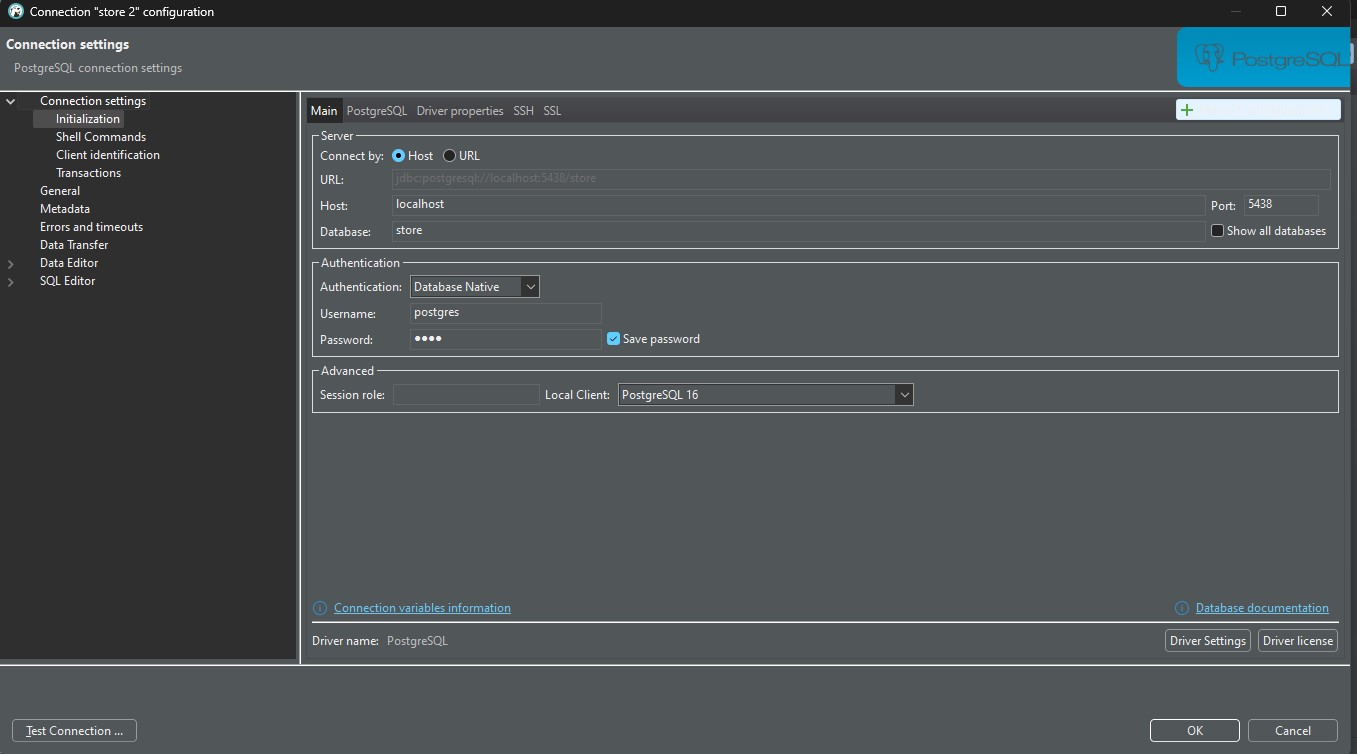 Connection "store 2" configuration
Connection settings
PostgreSQL connection settings
PostgreSQL
Connection settings
Initialization
Shell Commands
Client identification
Transactions
General
Metadata
Errors and timeouts
Data Transfer
Data Editor
SQL Editor
Main PostgreSQL Driver properties SSH SSL
Server
Connect by: Host URL
URL: jdbc:postgresql://localhost:5438/store
Host: localhost Port: 5438
Database: store Show all databases
Authentication
Authentication: Database Native
Username: postgres
Password: •••• Save password
Advanced
Session role: Local Client: PostgreSQL 16
Connection variables information Database documentation
Driver name: PostgreSQL Driver Settings Driver license
Test Connection ... OK Cancel